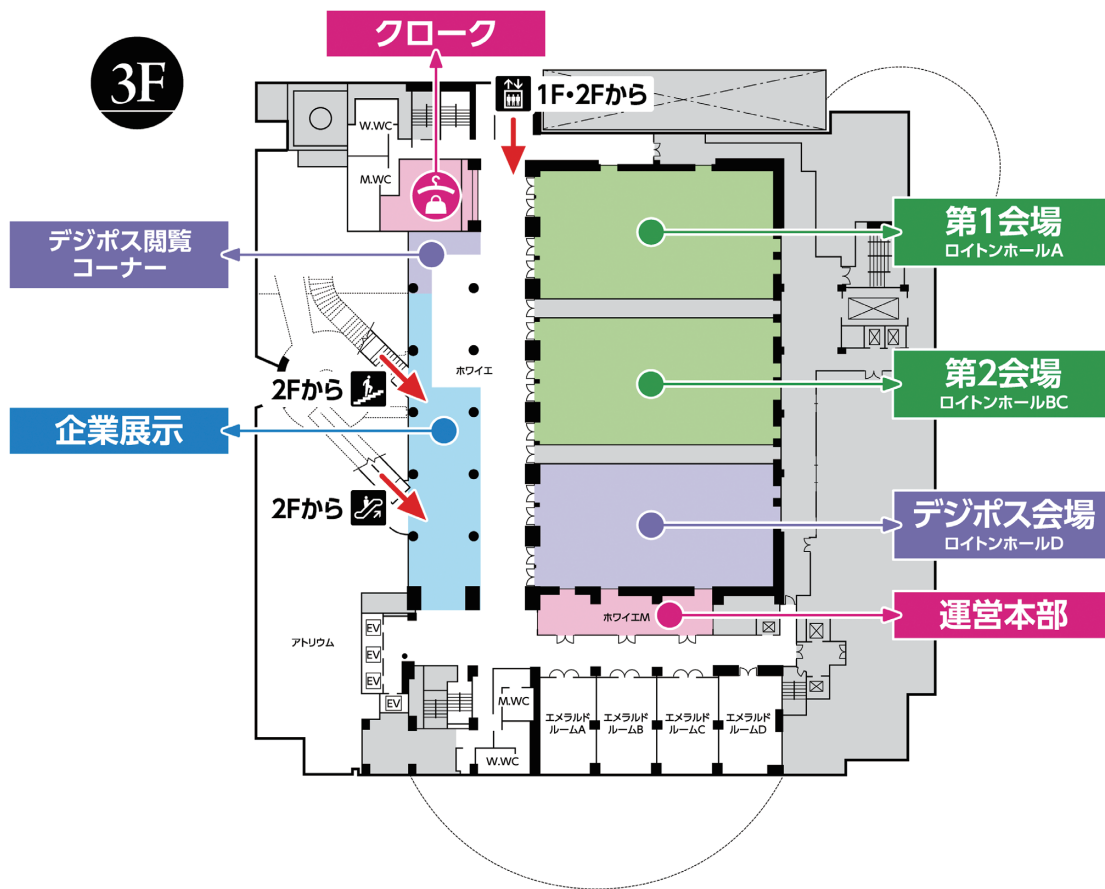 クローク
3F
1F・2Fから
W.WC
M.WC
第1会場
ロイトンホールA
デジポス閲覧
コーナー
ホワイエ
2Fから
第2会場
ロイトンホールBC
企業展示
2Fから
デジポス会場
ロイトンホールD
ホワイエM
運営本部
アトリウム
EV
EV
EV
EV
M.WC
W.WC
エメラルド
ルームA
エメラルド
ルームB
エメラルド
ルームC
エメラルド
ルームD